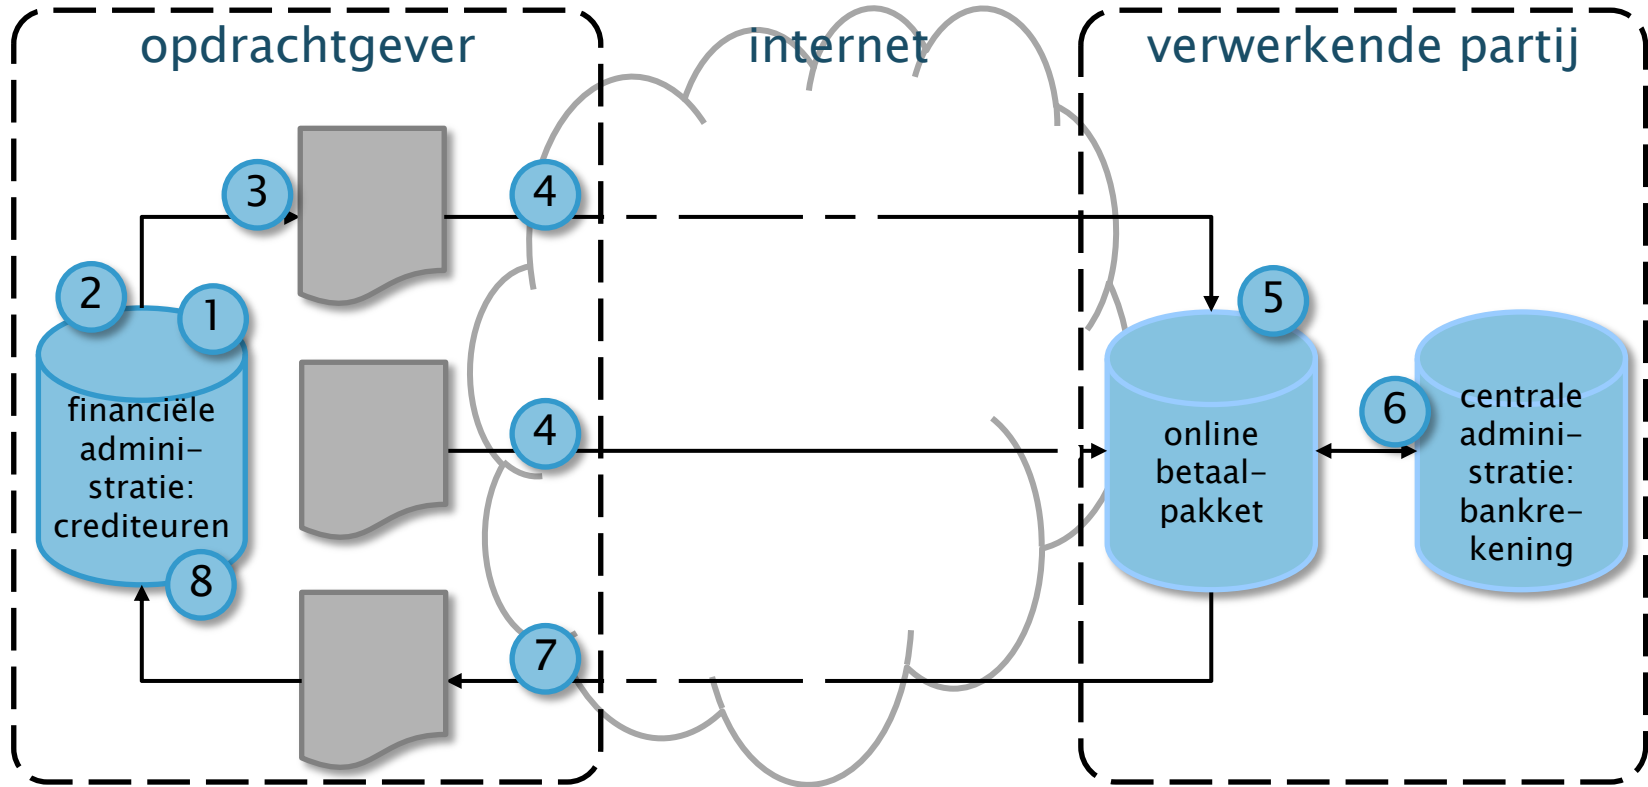 opdrachtgever
internet
verwerkende partij
3
4
2
1
5
financiële
admini-
stratie:
crediteuren
4
online
betaal-
pakket
6
centrale
admini-
stratie:
bankre-
kening
8
7